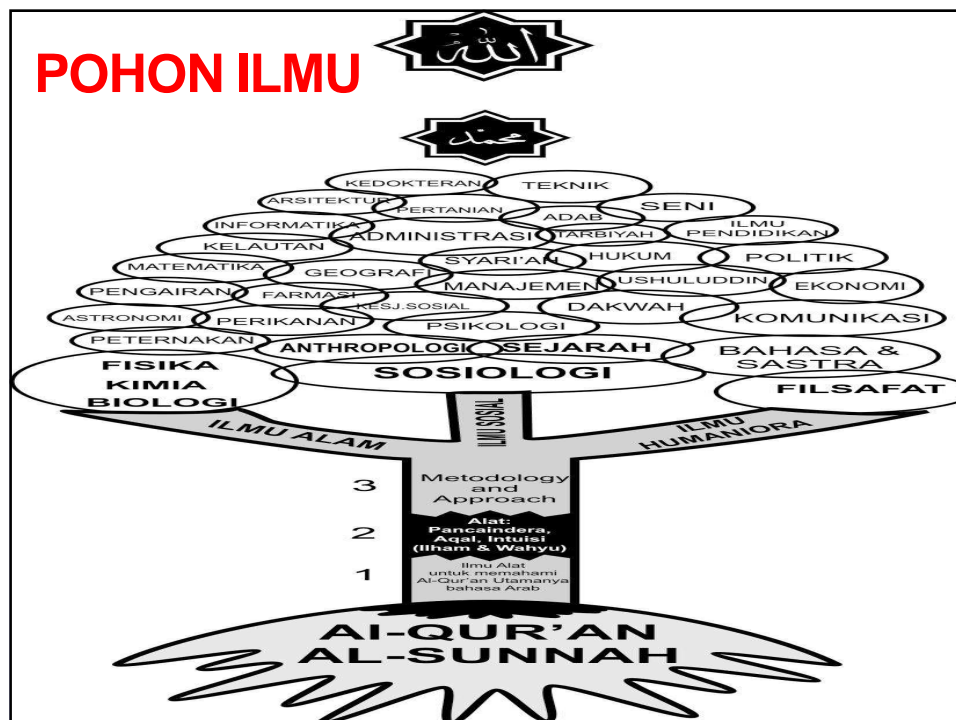 الله
POHON ILMU
محمد
KEDOKTERAN
TEKNIK
ARSITEKTUR
PERTANIAN
ADAB
SENI
INFORMATIKA
ADMINISTRASI
TARBIYAH
ILMU
PENDIDIKAN
KELAUTAN
SYARI'AH
HUKUM
POLITIK
MATEMATIKA
GEOGRAFI
MANAJEMEN
USHULUDDIN
EKONOMI
PENGAIRAN
FARMASI
KESJ.SOSIAL
DAKWAH
ASTRONOMI
PERIKANAN
PSIKOLOGI
KOMUNIKASI
PETERNAKAN
ANTHROPOLOGI
SEJARAH
BAHASA &
SASTRA
FISIKA
KIMIA
BIOLOGI
SOSIOLOGI
FILSAFAT
ILMU ALAM
ILMU SOSIAL
ILMU
HUMANIORA
3
Metodology
and
Approach
2
Alat:
Pancaindera,
Aqal, Intuisi
(Ilham & Wahyu)
1
Ilmu Alat
untuk memahami
Al-Qur'an Utamanya
bahasa Arab
Al-QUR'AN
AL-SUNNAH